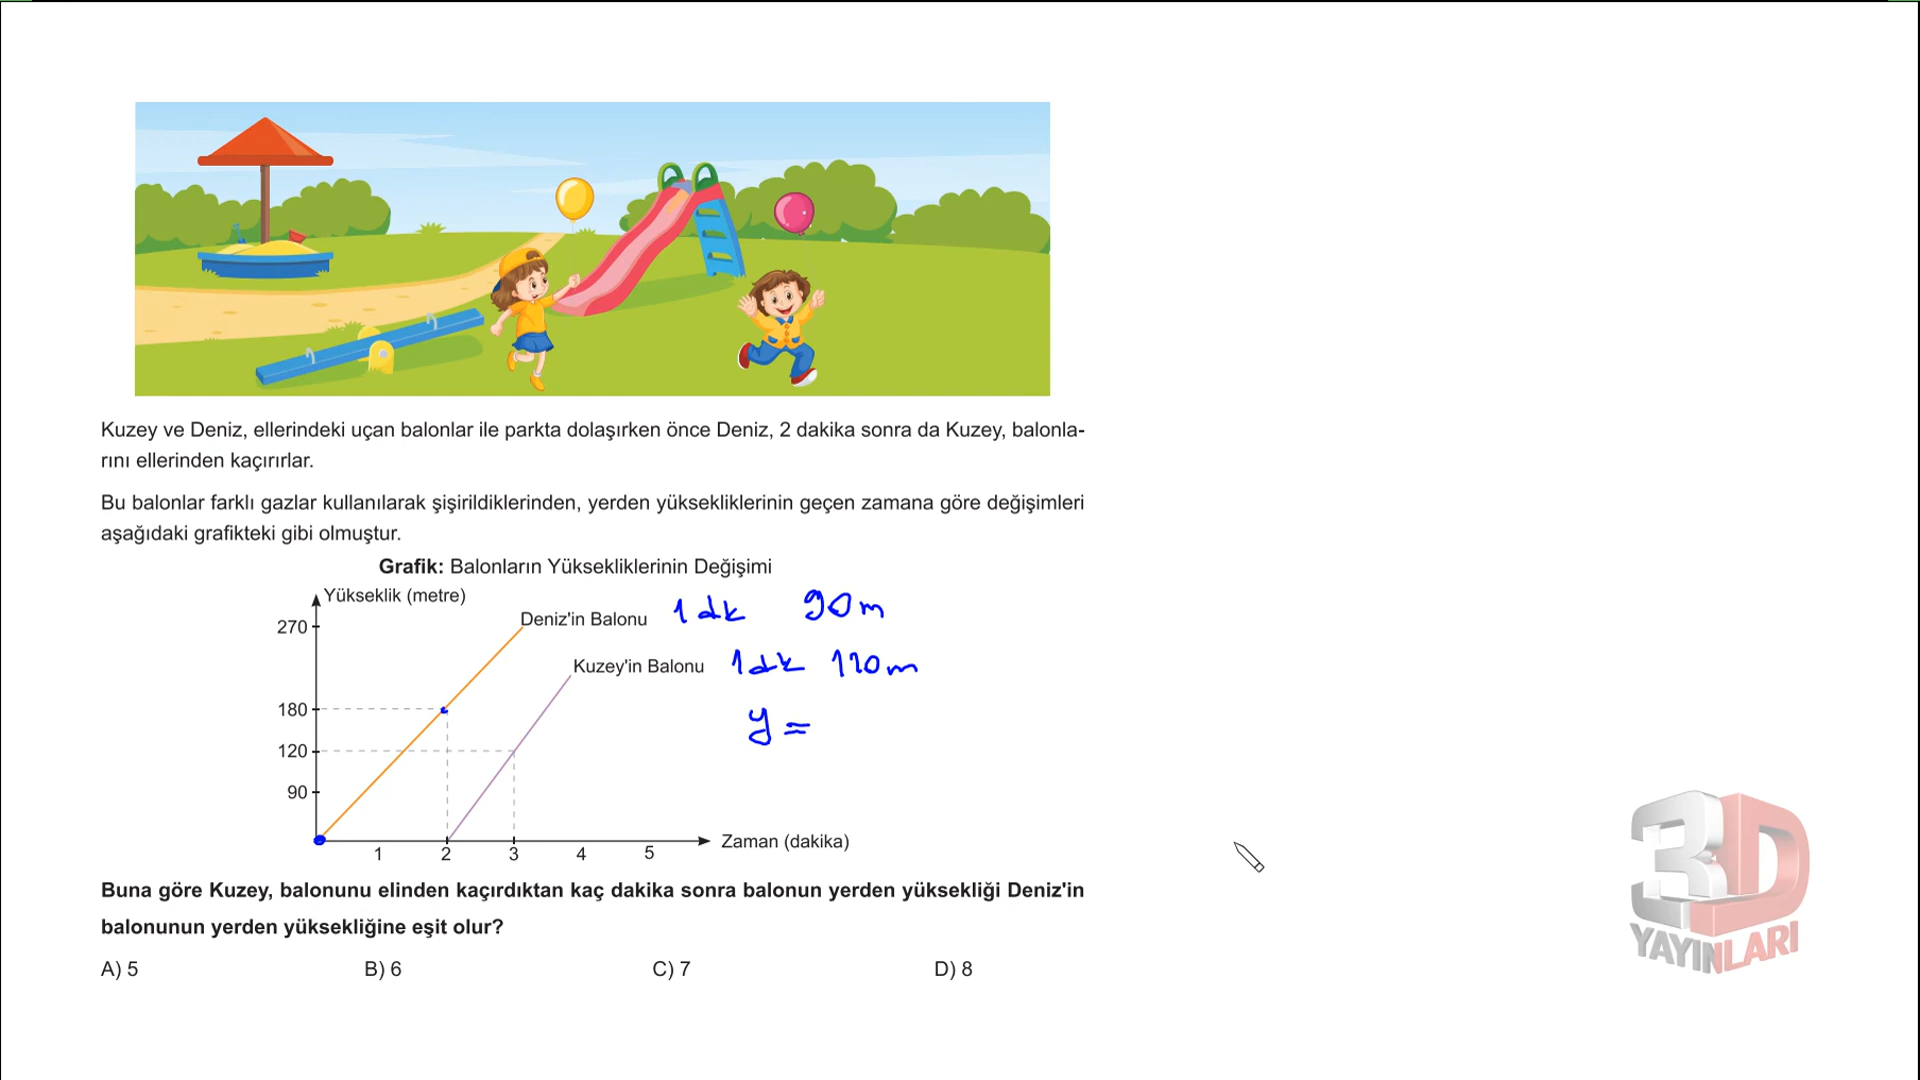 Kuzey ve Deniz, ellerindeki uçan balonlar ile parkta dolaşırken önce Deniz, 2 dakika sonra da Kuzey, balonla-
rını ellerinden kaçırırlar.
Bu balonlar farklı gazlar kullanılarak şişirildiklerinden, yerden yüksekliklerinin geçen zamana göre değişimleri
aşağıdaki grafikteki gibi olmuştur.
Grafik: Balonların Yüksekliklerinin Değişimi
Yükseklik (metre)
270
Deniz'in Balonu 1 dk 90 m
Kuzey'in Balonu 1 dk 120 m
180
y =
120
90
1 2 3 4 5 Zaman (dakika)
Buna göre Kuzey, balonunu elinden kaçırdıktan kaç dakika sonra balonun yerden yüksekliği Deniz'in
balonunun yerden yüksekliğine eşit olur?
A) 5 B) 6 C) 7 D) 8
3D
YAYINLARI